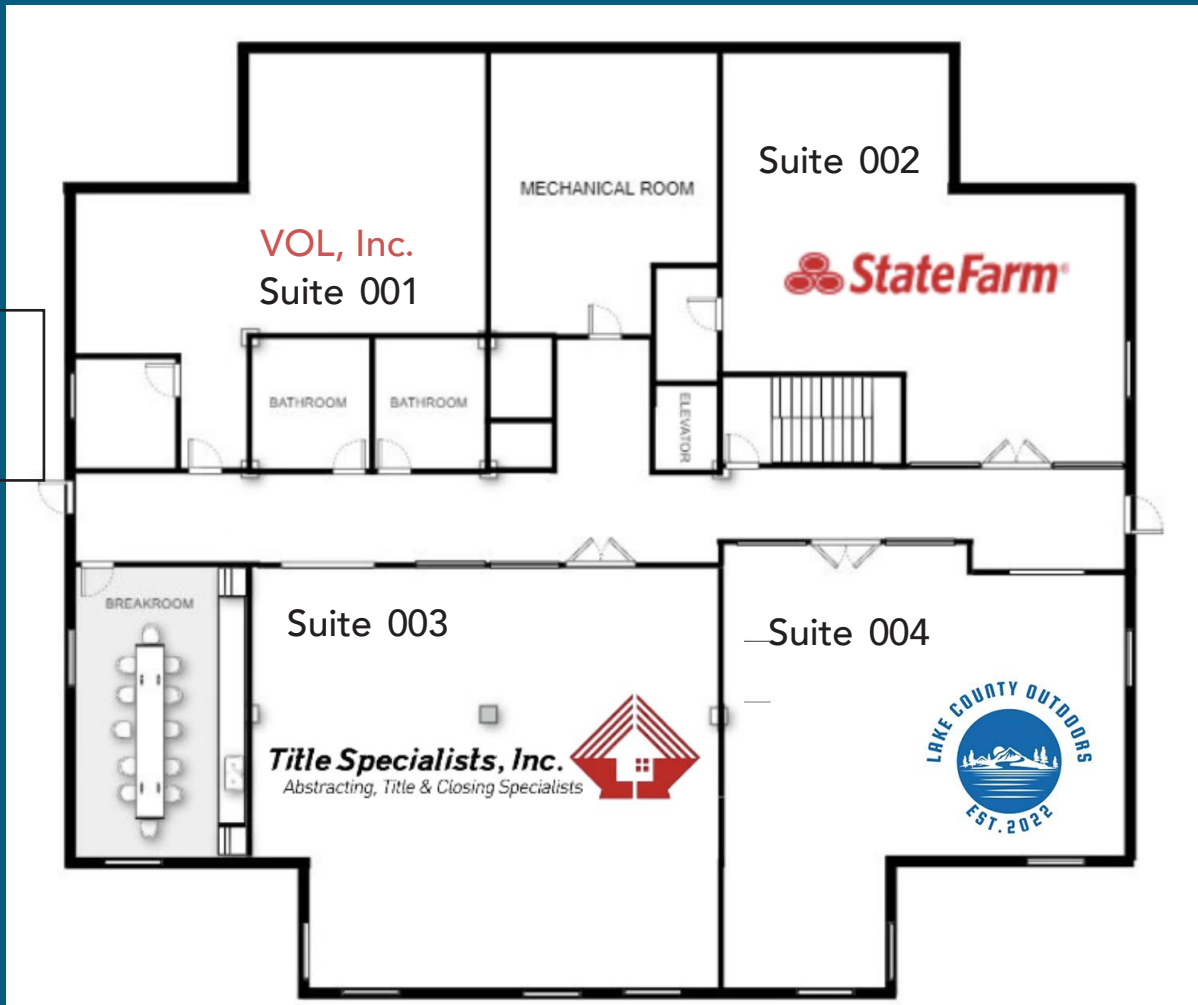 Suite 002
MECHANICAL ROOM
VOL, Inc.
Suite 001
StateFarm®
BATHROOM
BATHROOM
ELEVATOR
BREAKROOM
Suite 003
Suite 004
LAKE COUNTY OUTDOORS
EST. 2022
Title Specialists, Inc.
Abstracting, Title & Closing Specialists